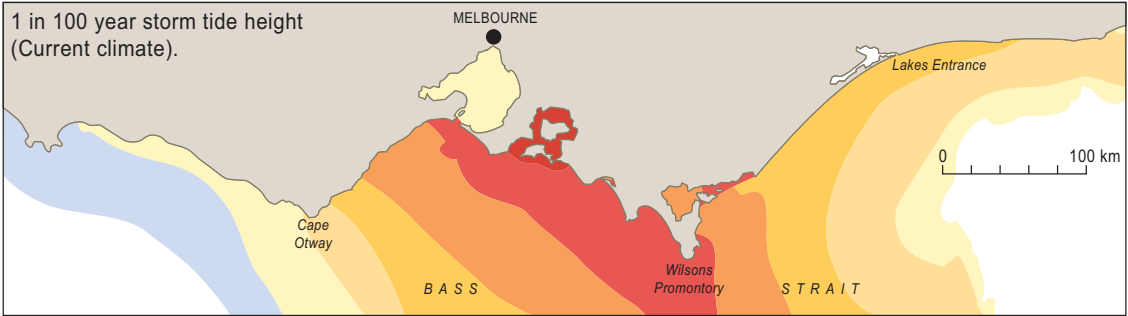 1 in 100 year storm tide height
(Current climate).
MELBOURNE
Lakes Entrance
0 100 km
Cape
Otway
Wilsons
Promontory
BASS STRAIT